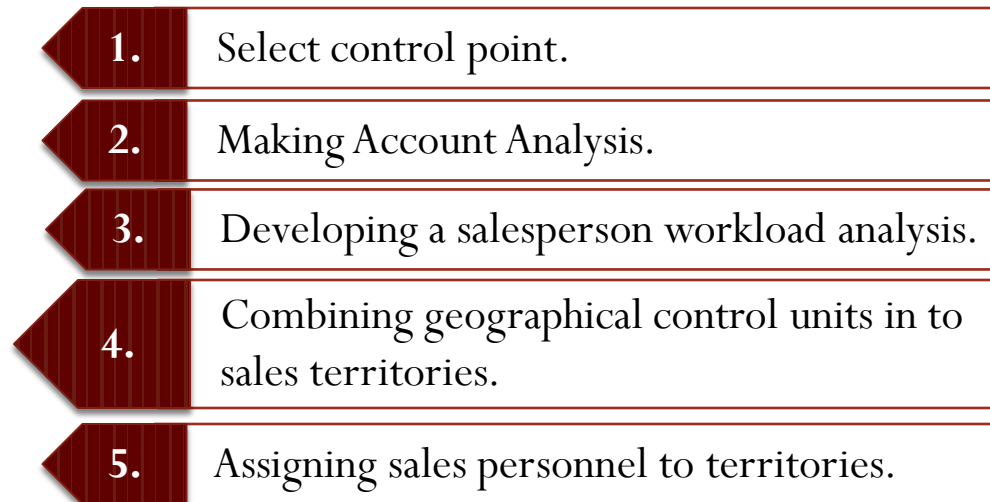 1. Select control point.
2. Making Account Analysis.
3. Developing a salesperson workload analysis.
4. Combining geographical control units in to
sales territories.
5. Assigning sales personnel to territories.